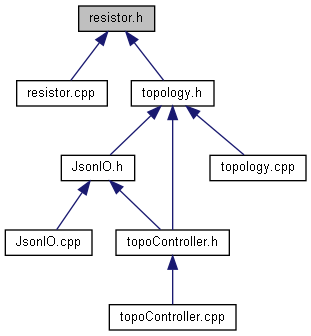 resistor.h
resistor.cpp
topology.h
JsonIO.h
topology.cpp
JsonIO.cpp
topoController.h
topoController.cpp